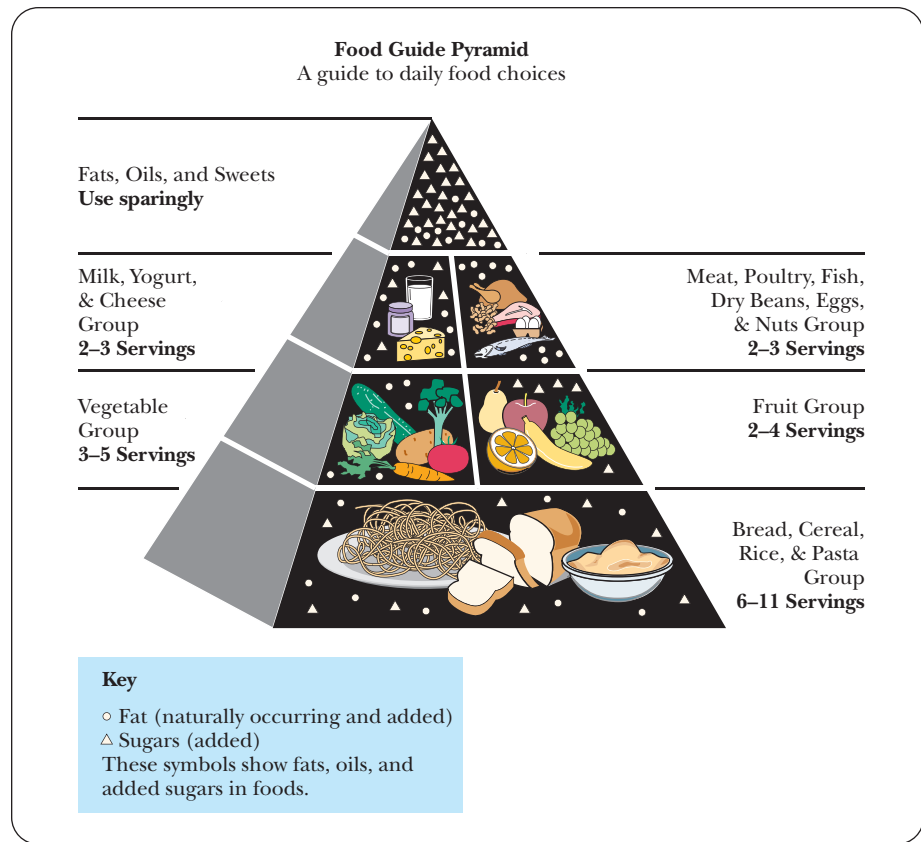 Food Guide Pyramid
A guide to daily food choices
Fats, Oils, and Sweets
Use sparingly
Milk, Yogurt,
& Cheese
Group
2–3 Servings
Meat, Poultry, Fish,
Dry Beans, Eggs,
& Nuts Group
2–3 Servings
Vegetable
Group
3–5 Servings
Fruit Group
2–4 Servings
Bread, Cereal,
Rice, & Pasta
Group
6–11 Servings
Key
Fat (naturally occurring and added)
Sugars (added)
These symbols show fats, oils, and
added sugars in foods.